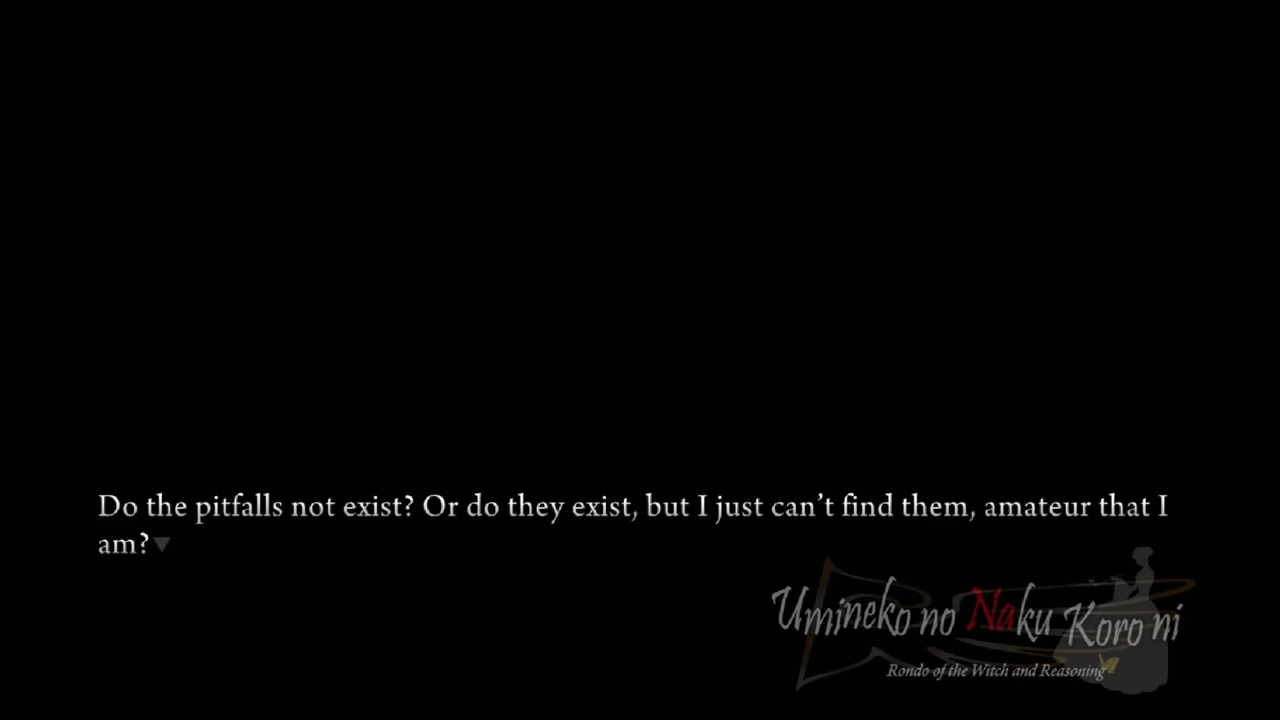 Do the pitfalls not exist? Or do they exist, but I just can’t find them, amateur that I
am?
Umineko no Naku Koro ni
Rondo of the Witch and Reasoning